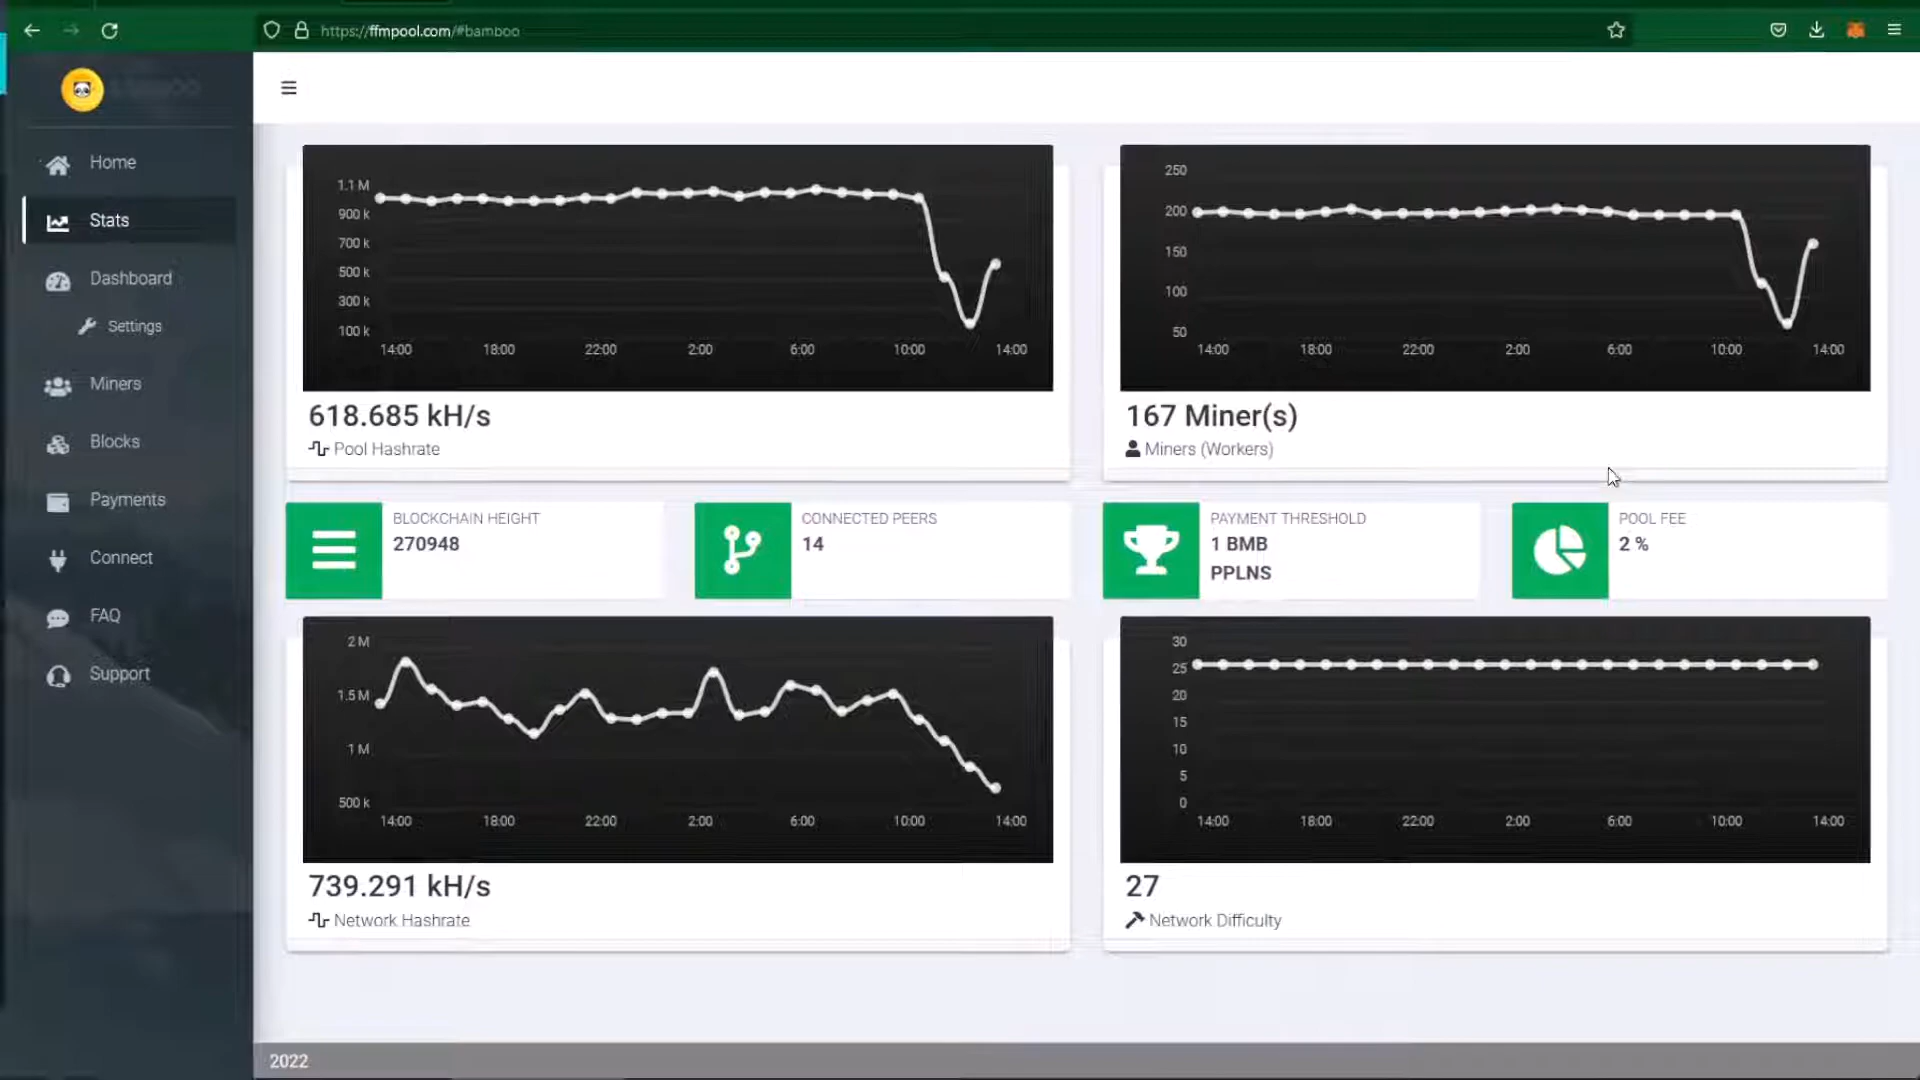 https://ffmpool.com/#bamboo
Home
Stats
Dashboard
Settings
Miners
Blocks
Payments
Connect
FAQ
Support
1.1 M
900 k
700 k
500 k
300 k
100 k
14:00 18:00 22:00 2:00 6:00 10:00 14:00
618.685 kH/s
Pool Hashrate
250
200
150
100
50
14:00 18:00 22:00 2:00 6:00 10:00 14:00
167 Miner(s)
Miners (Workers)
BLOCKCHAIN HEIGHT
270948
CONNECTED PEERS
14
PAYMENT THRESHOLD
1 BMB
PPLNS
POOL FEE
2 %
2 M
1.5 M
1 M
500 k
14:00 18:00 22:00 2:00 6:00 10:00 14:00
739.291 kH/s
Network Hashrate
30
25
20
15
10
5
0
14:00 18:00 22:00 2:00 6:00 10:00 14:00
27
Network Difficulty
2022